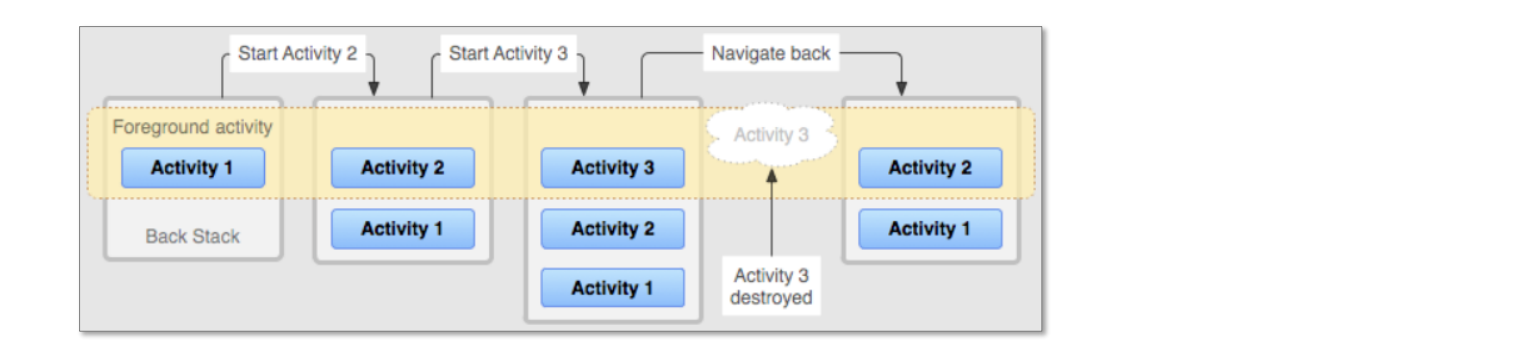 Start Activity 2
Start Activity 3
Navigate back
Foreground activity
Activity 3
Activity 1
Activity 2
Activity 3
Activity 2
Back Stack
Activity 1
Activity 2
Activity 1
Activity 1
Activity 3
destroyed